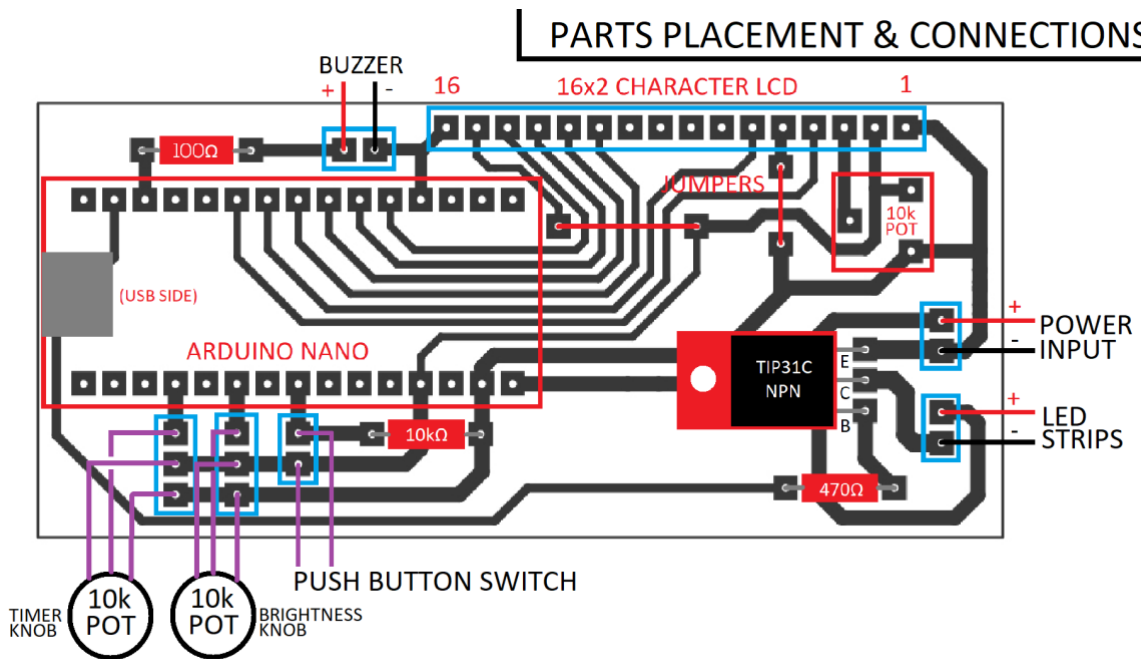 PARTS PLACEMENT & CONNECTIONS
BUZZER
+ -
16 16x2 CHARACTER LCD 1
100Ω
JUMPERS
10k
POT
(USB SIDE)
ARDUINO NANO
TIP31C
NPN
E
C
B
+
-
POWER
INPUT
+
-
LED
STRIPS
10kΩ
470Ω
PUSH BUTTON SWITCH
TIMER
KNOB
10k
POT
10k
POT
BRIGHTNESS
KNOB